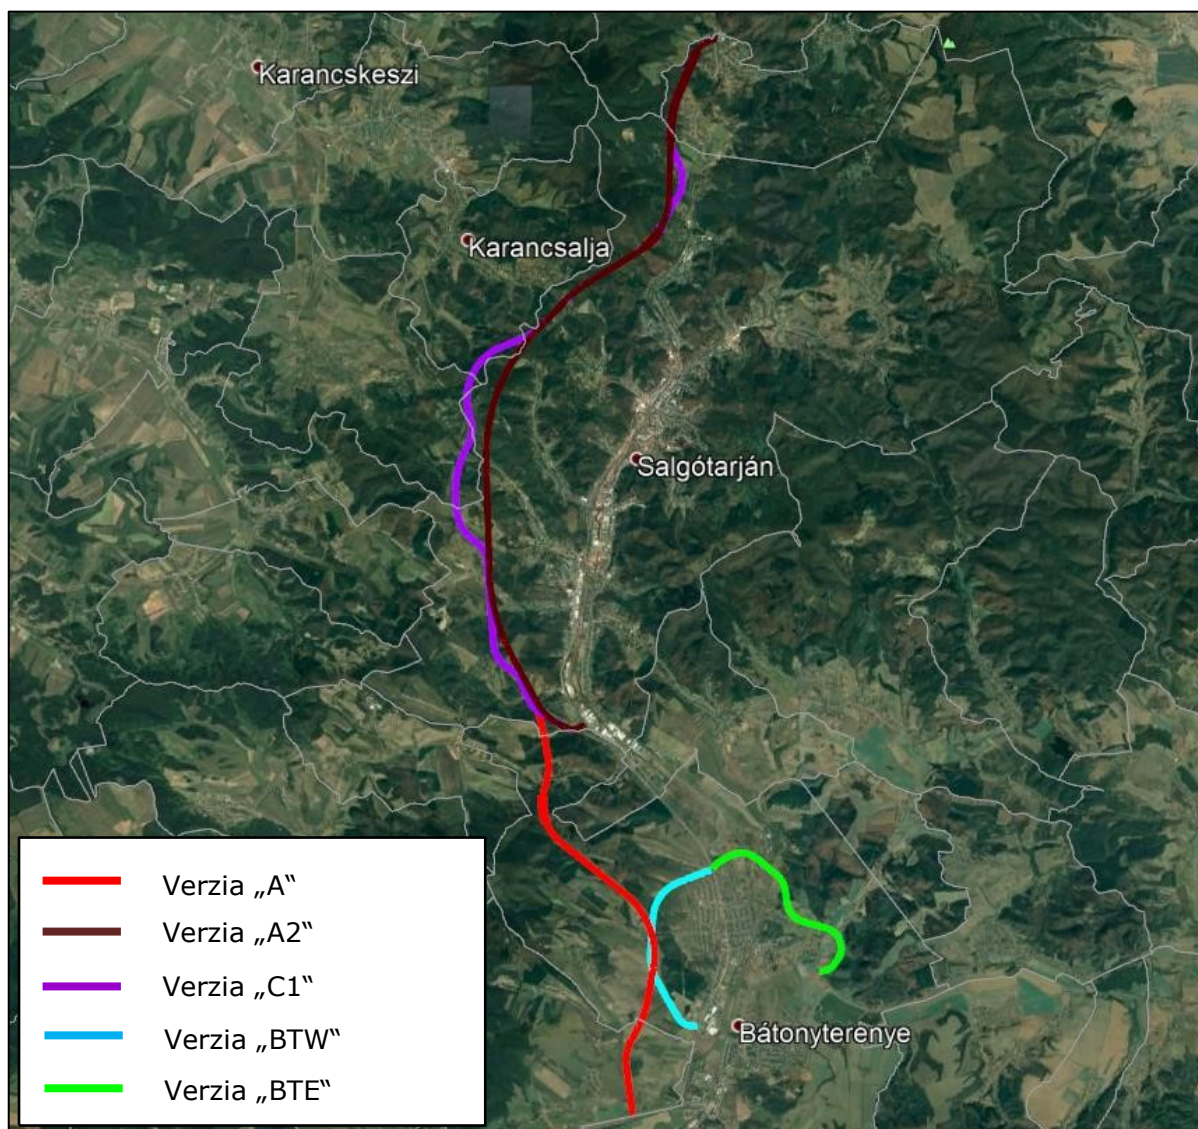 Karancskeszi
Karancsalja
Salgótarján
Bátonyterenye
Verzia „A“
Verzia „A2“
Verzia „C1“
Verzia „BTW“
Verzia „BTE“